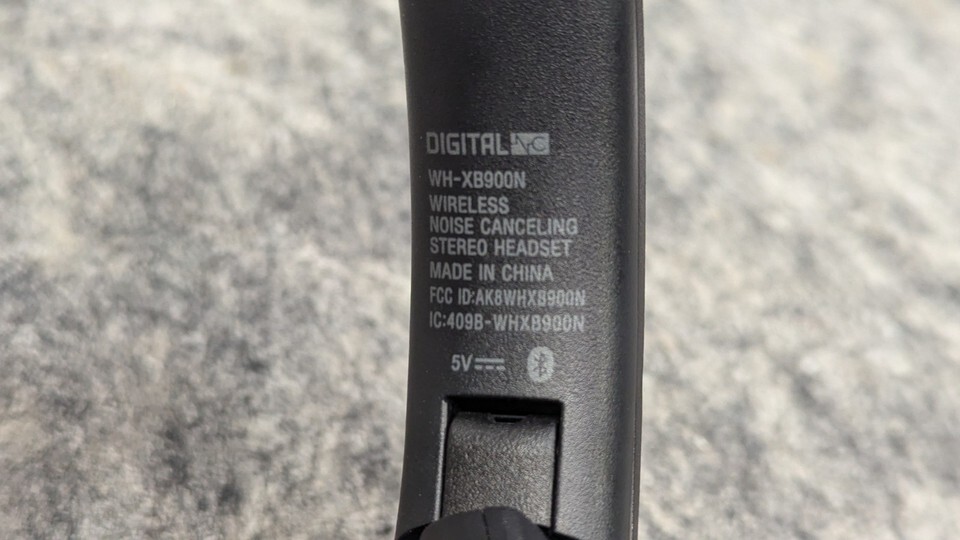 DIGITAL NC
WH-XB900N
WIRELESS
NOISE CANCELING
STEREO HEADSET
MADE IN CHINA
FCC ID:AK8WHXB900N
IC:409B-WHXB900N
5V